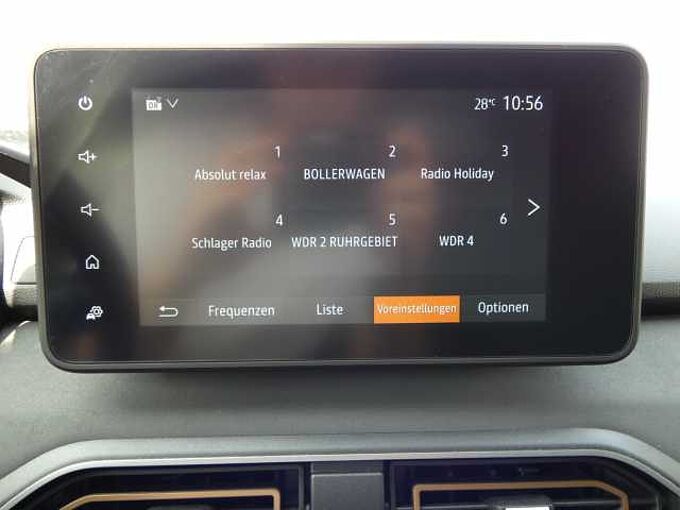 DR 28°C 10:56
1 2 3
Absolut relax BOLLERWAGEN Radio Holiday
4 5 6
Schlager Radio WDR 2 RUHRGEBIET WDR 4
Frequenzen Liste Voreinstellungen Optionen